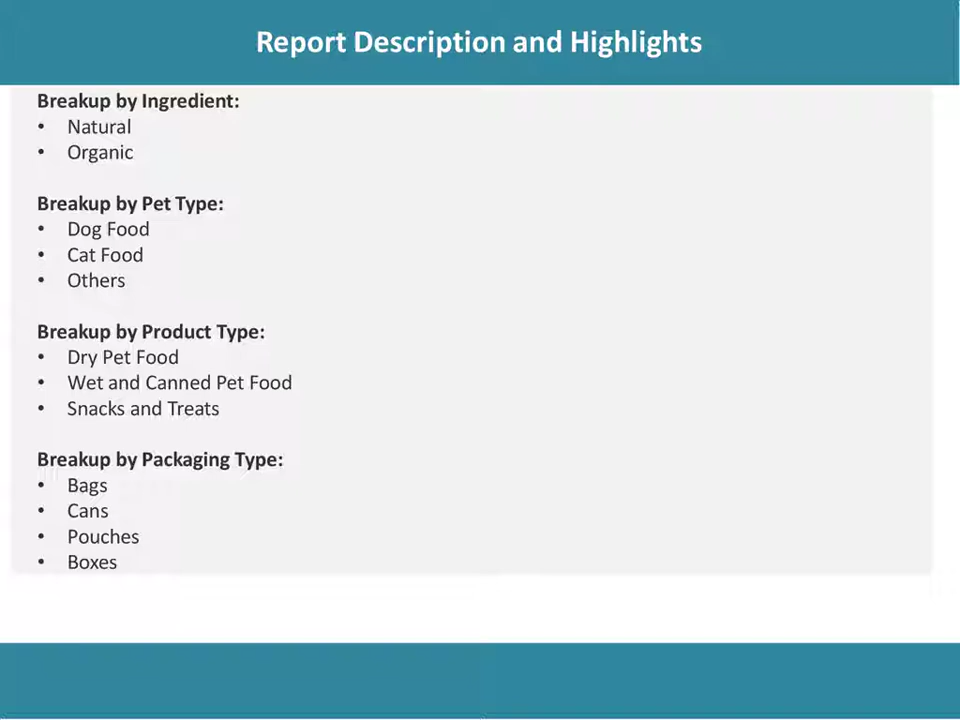 Report Description and Highlights
Breakup by Ingredient:
• Natural
• Organic
Breakup by Pet Type:
• Dog Food
• Cat Food
• Others
Breakup by Product Type:
• Dry Pet Food
• Wet and Canned Pet Food
• Snacks and Treats
Breakup by Packaging Type:
• Bags
• Cans
• Pouches
• Boxes